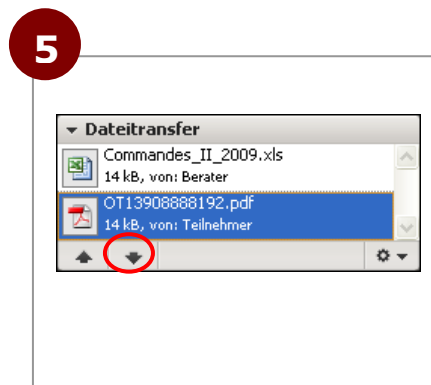 5
Dateitransfer
Commandes_II_2009.xls
14 kB, von: Berater
OT13908888192.pdf
14 kB, von: Teilnehmer